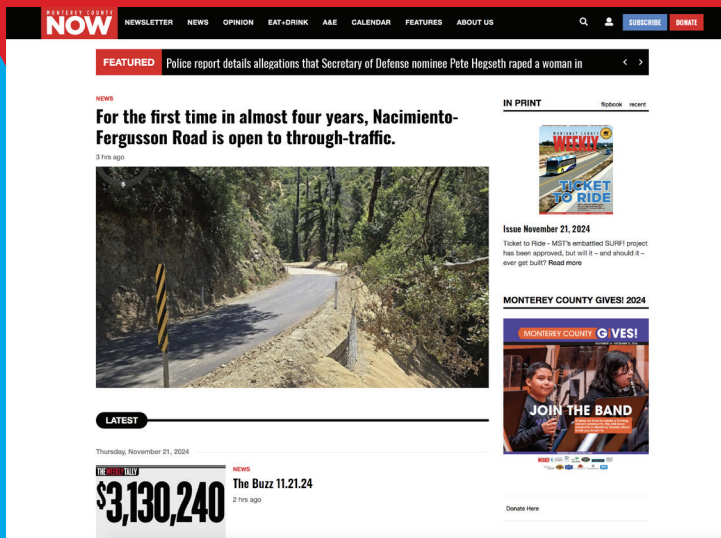 MONTEREY COUNTY
NOW
NEWSLETTER NEWS OPINION EAT+DRINK A&E CALENDAR FEATURES ABOUT US
SUBSCRIBE DONATE
FEATURED Police report details allegations that Secretary of Defense nominee Pete Hegseth raped a woman in
NEWS
For the first time in almost four years, Nacimiento-
Fergusson Road is open to through-traffic.
3 hrs ago
LATEST
Thursday, November 21, 2024
THE WEEKLY TALLY
$3,130,240
NEWS
The Buzz 11.21.24
2 hrs ago
IN PRINT flipbook recent
MONTEREY COUNTY
WEEKLY
TICKET
TO RIDE
Issue November 21, 2024
Ticket to Ride - MST's embattled SURF! project
has been approved, but will it – and should it –
ever get built? Read more
MONTEREY COUNTY GIVES! 2024
MONTEREY COUNTY GIVES!
JOIN THE BAND
Donate Here